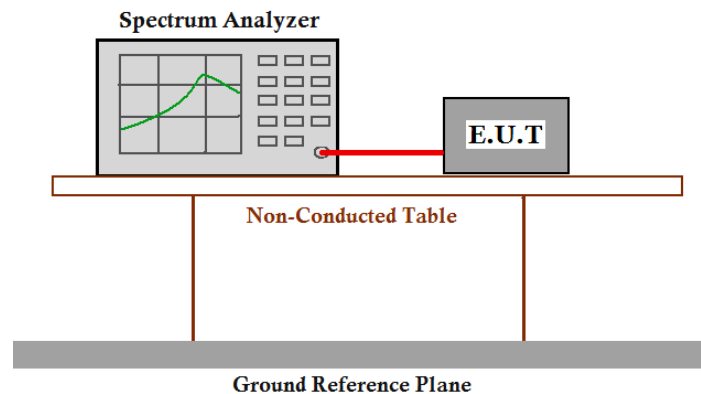 Spectrum Analyzer
E.U.T
Non-Conducted Table
Ground Reference Plane